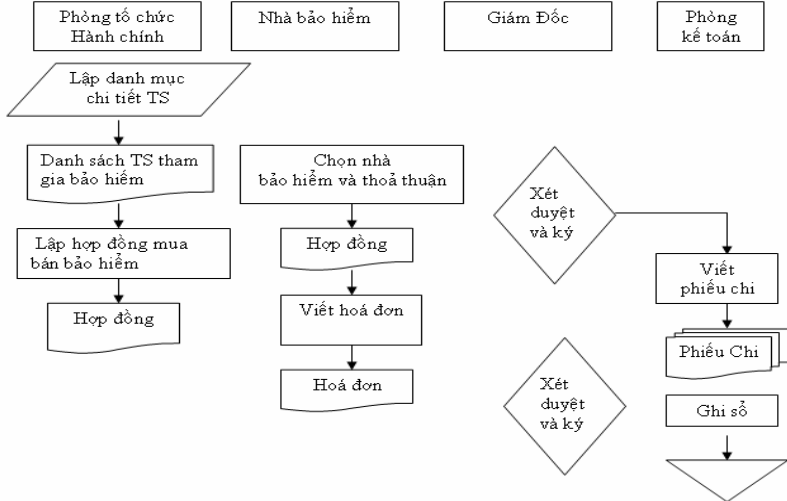 Phòng tổ chức
Hành chính
Nhà bảo hiểm
Giám Đốc
Phòng
kế toán
Lập danh mục
chi tiết TS
Danh sách TS tham
gia bảo hiểm
Lập hợp đồng mua
bán bảo hiểm
Hợp đồng
Chọn nhà
bảo hiểm và thoả thuận
Hợp đồng
Viết hoá đơn
Hoá đơn
Xét
duyệt
và ký
Xét
duyệt
và ký
Viết
phiếu chi
Phiếu Chi
Ghi sổ